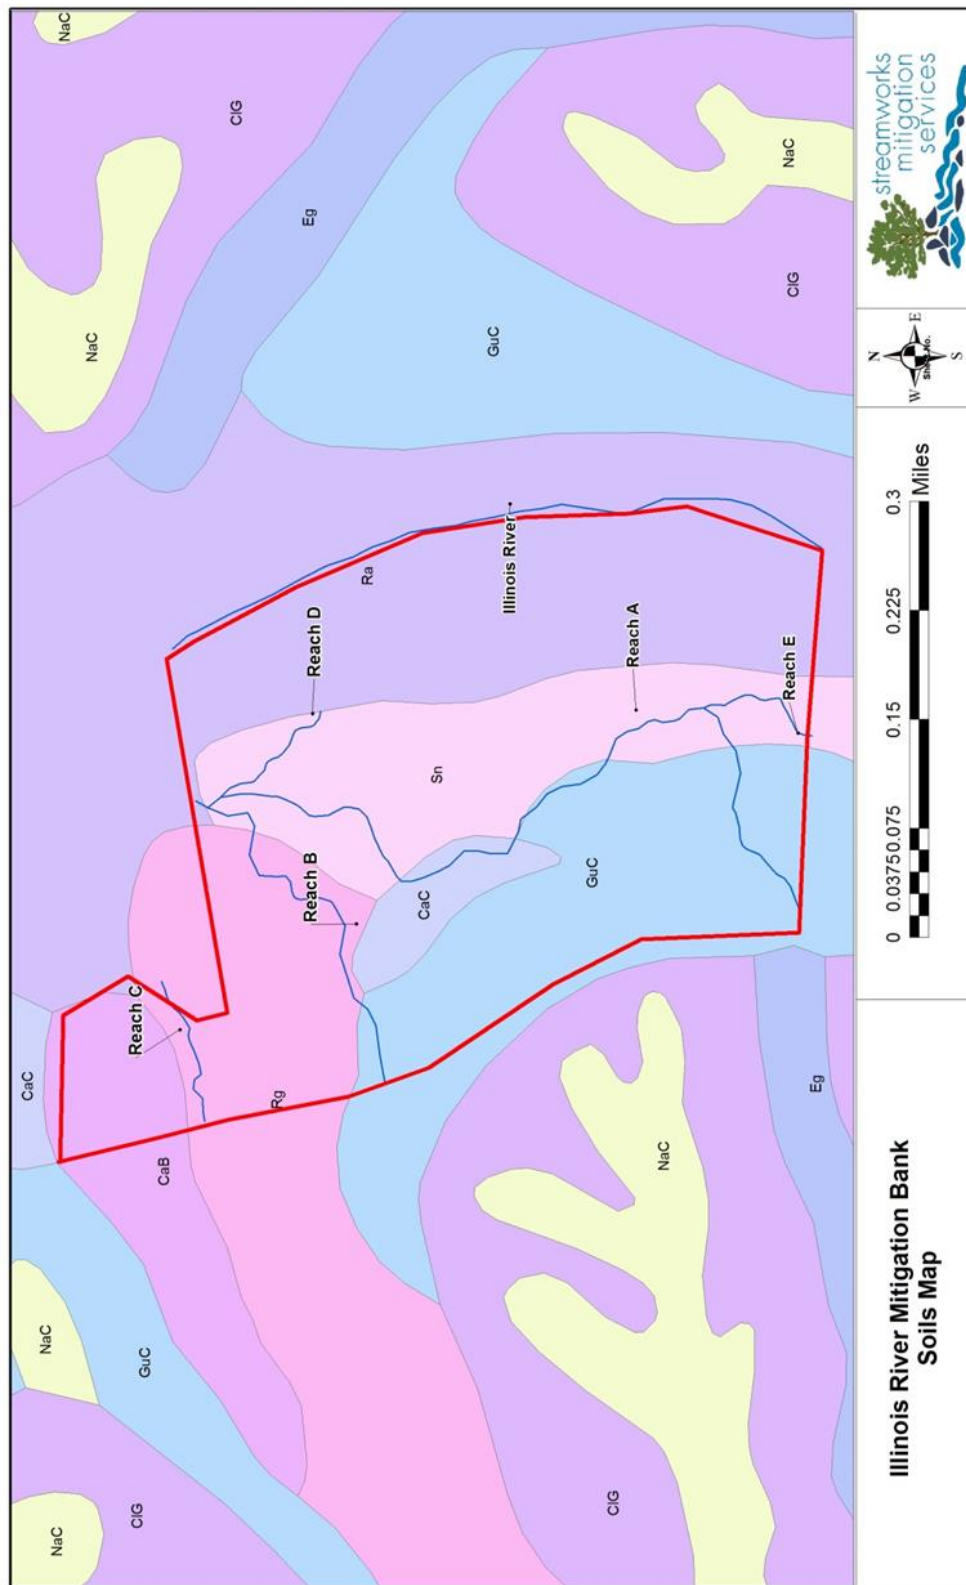 NaC
NaC
CaC
NaC
NaC
ClG
GuC
Reach C
CaB
ClG
Rg
Reach B
Reach D
Eg
Ra
CaC
Sn
Illinois River
GuC
ClG
GuC
Reach A
NaC
Reach E
NaC
ClG
Eg
Illinois River Mitigation Bank
Soils Map
0 0.0375 0.075 0.15 0.225 0.3
Miles
N
W E
S
Sheet No.
streamworks
mitigation
services